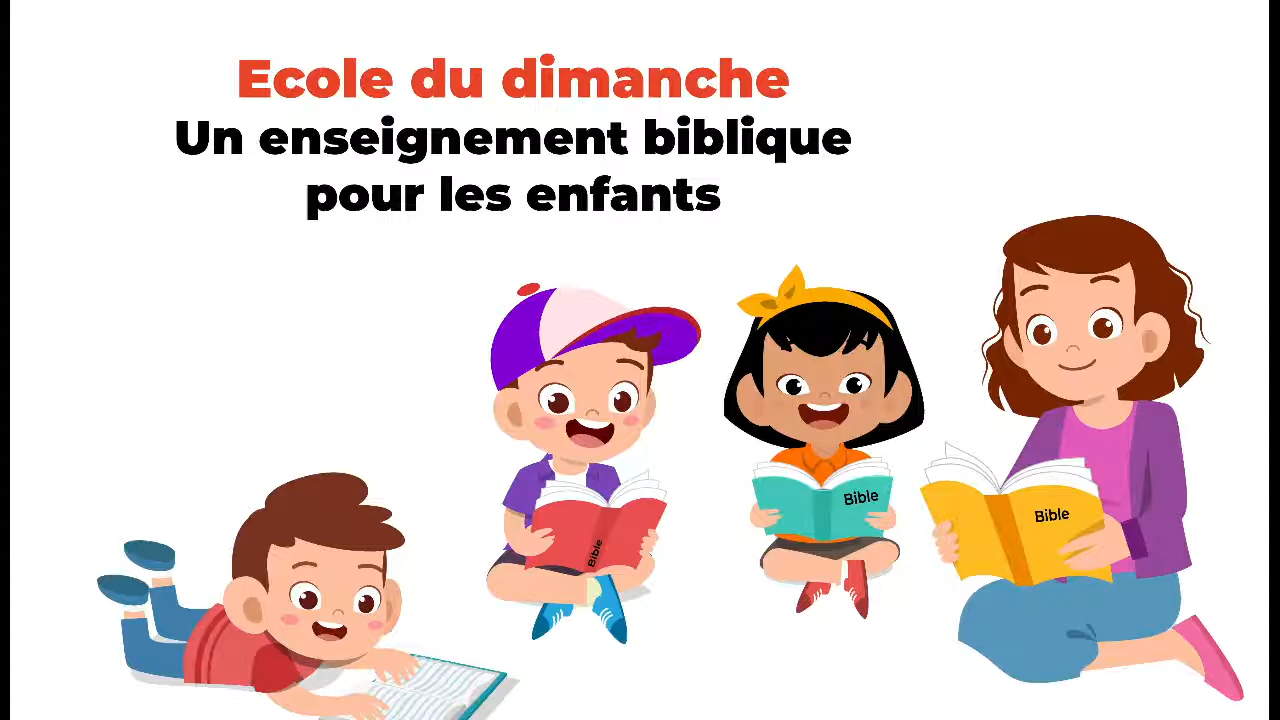 Ecole du dimanche
Un enseignement biblique
pour les enfants
Bible
Bible
Bible